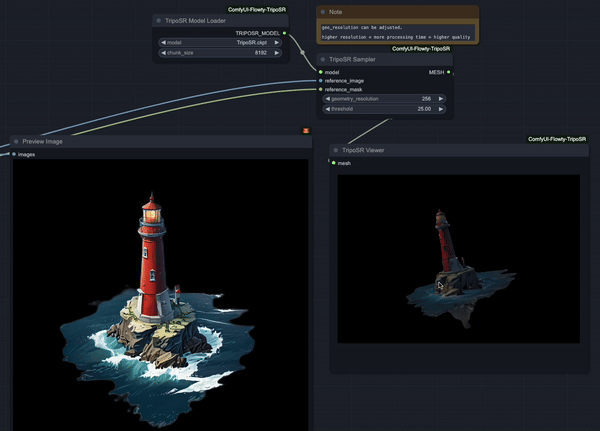 ComfyUI-Flowty-TripoSR
TripoSR Model Loader
TRIPOSR_MODEL
model TripoSR.ckpt
chunk_size 8192
Note
geo_resolution can be adjusted…
higher resolution = more processing time = higher quality
ComfyUI-Flowty-TripoSR
TripoSR Sampler
model MESH
reference_image
reference_mask
geometry_resolution 256
threshold 25.00
Preview Image
images
ComfyUI-Flowty-TripoSR
TripoSR Viewer
mesh